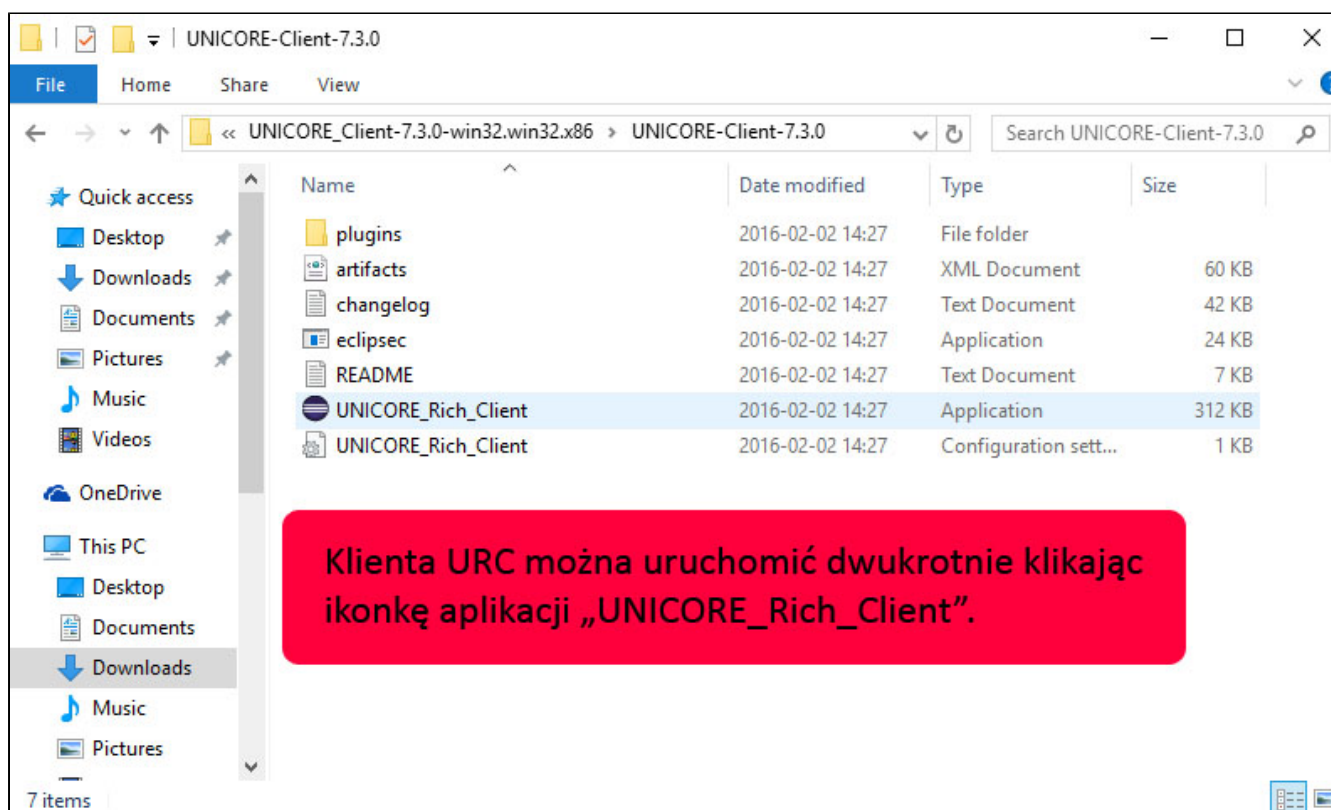 UNICORE-Client-7.3.0
File Home Share View
« UNICORE_Client-7.3.0-win32.win32.x86 > UNICORE-Client-7.3.0 Search UNICORE-Client-7.3.0
Name Date modified Type Size
Quick access
Desktop
Downloads
Documents
Pictures
Music
Videos
OneDrive
This PC
Desktop
Documents
Downloads
Music
Pictures
plugins 2016-02-02 14:27 File folder
artifacts 2016-02-02 14:27 XML Document 60 KB
changelog 2016-02-02 14:27 Text Document 42 KB
eclipsec 2016-02-02 14:27 Application 24 KB
README 2016-02-02 14:27 Text Document 7 KB
UNICORE_Rich_Client 2016-02-02 14:27 Application 312 KB
UNICORE_Rich_Client 2016-02-02 14:27 Configuration sett... 1 KB
Klienta URC można uruchomić dwukrotnie klikając
ikonkę aplikacji „UNICORE_Rich_Client”.
7 items